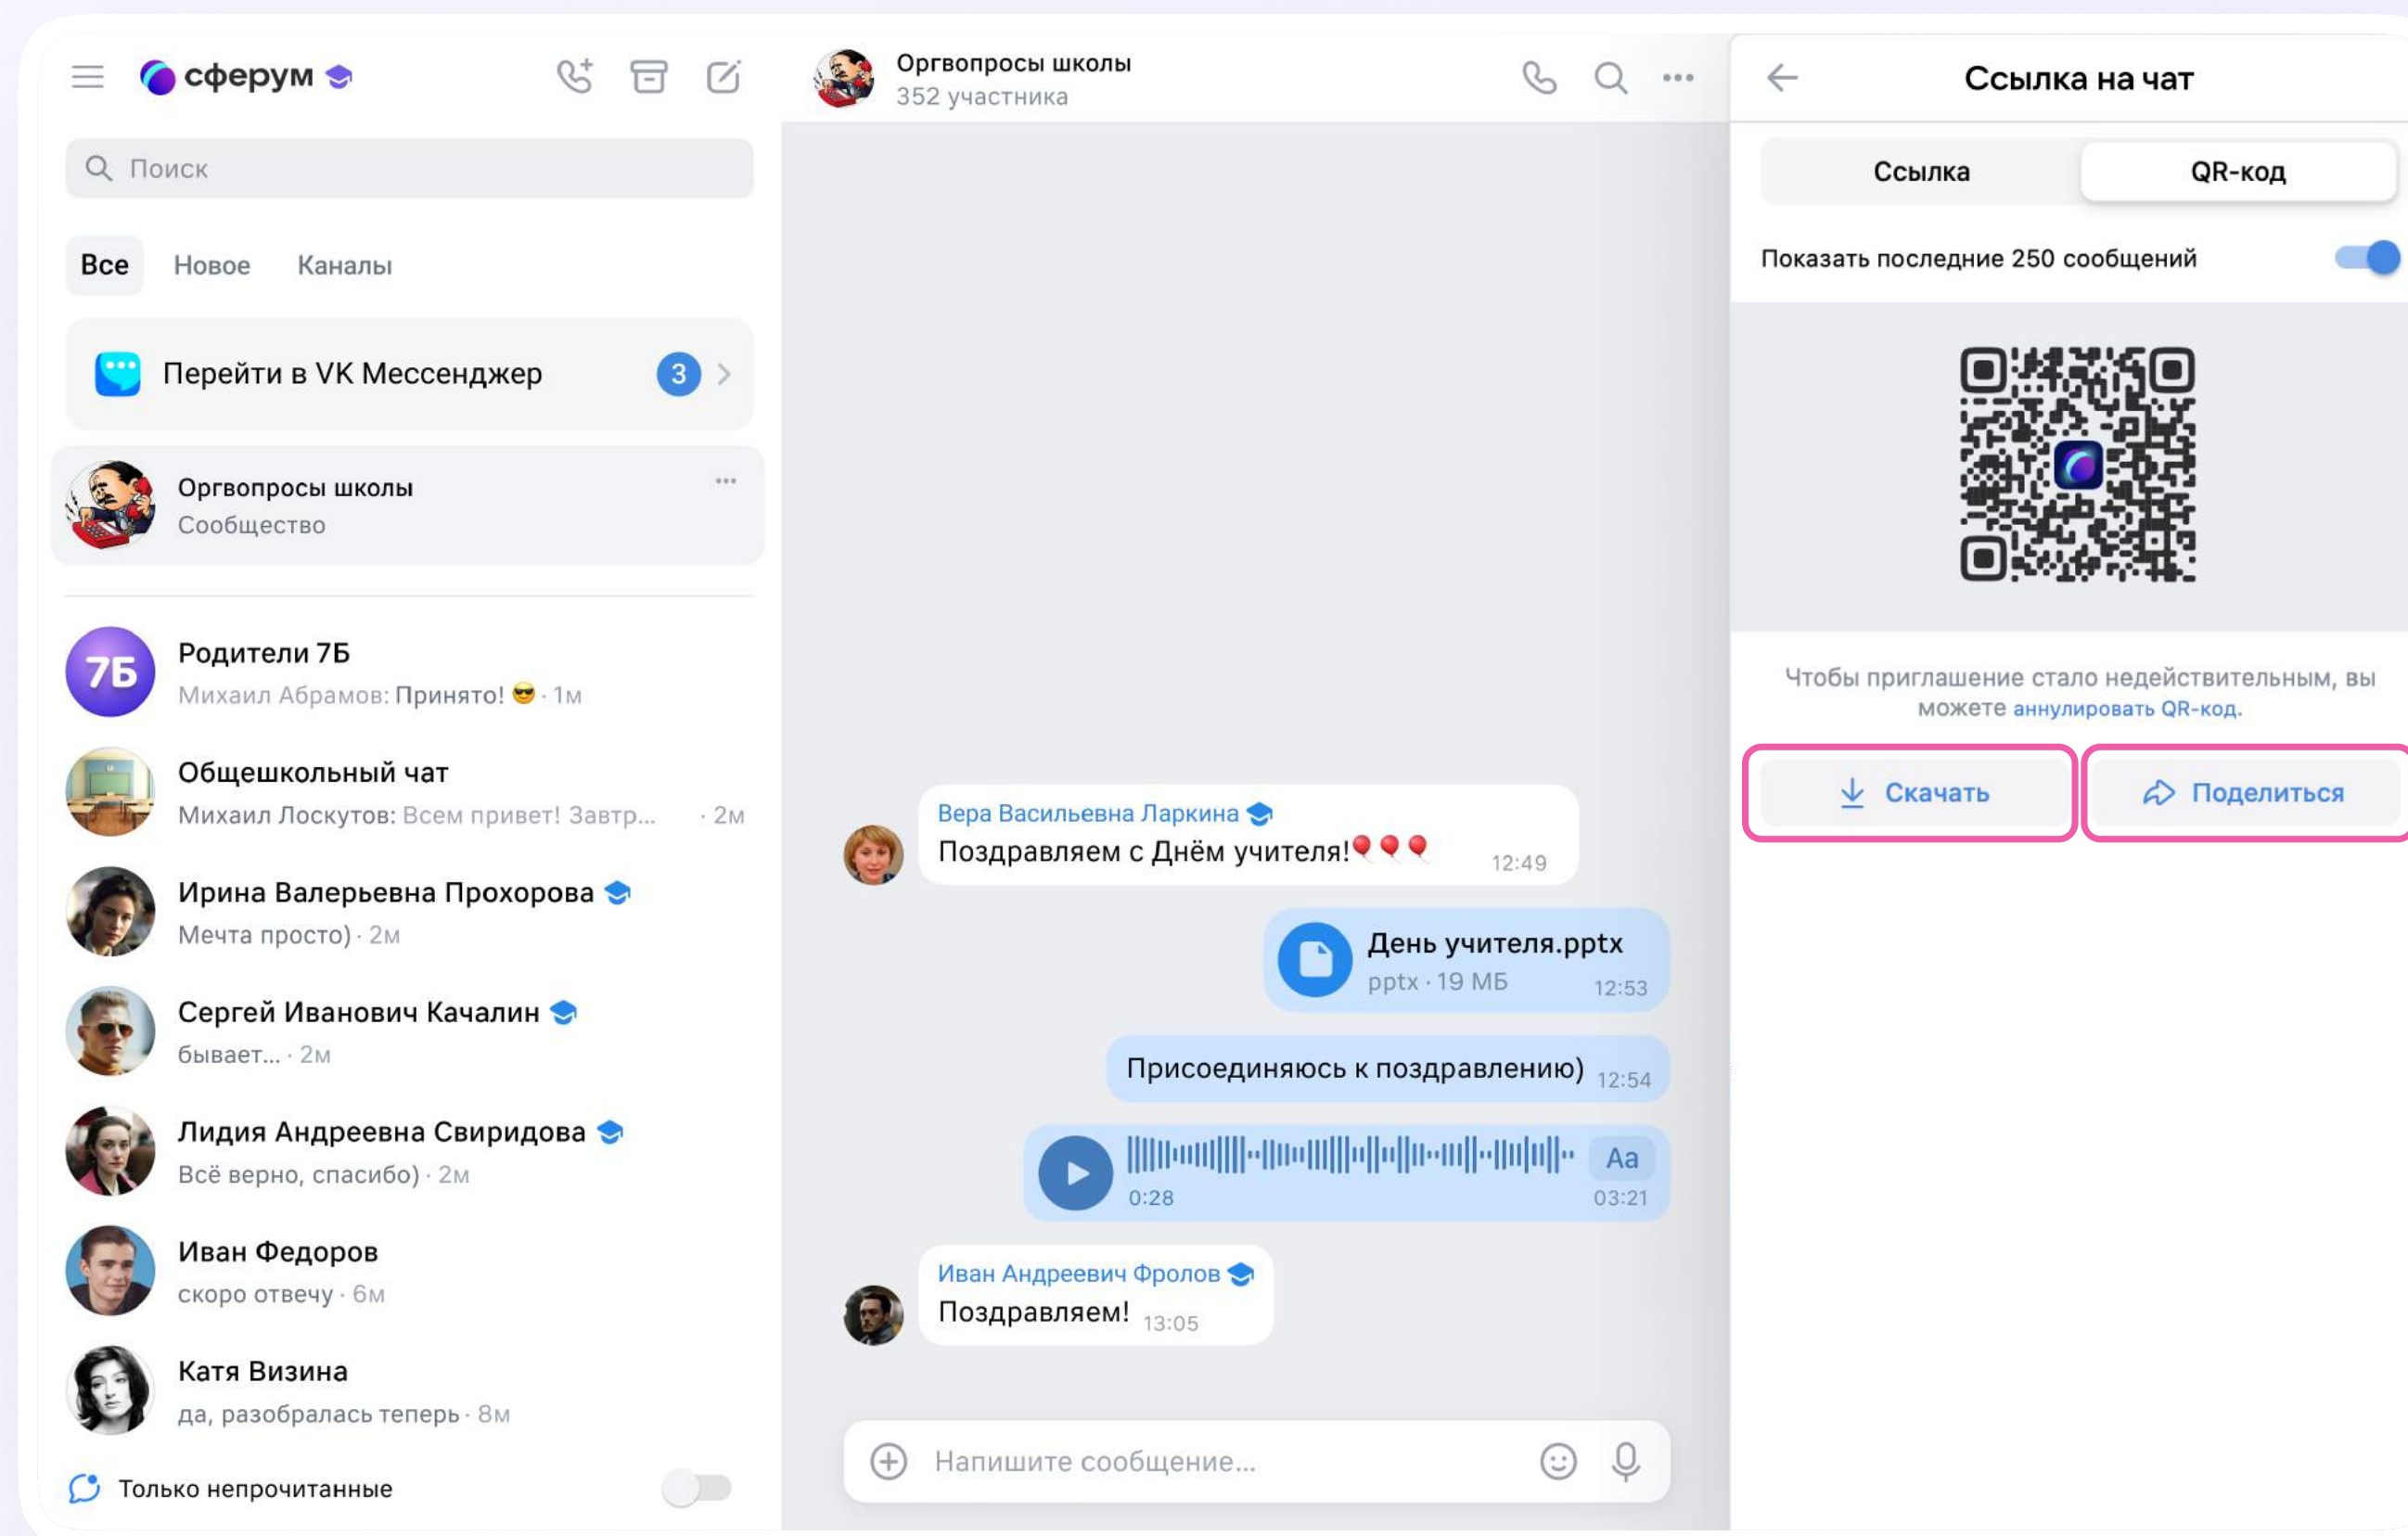 сферум
Поиск
Все Новое Каналы
Перейти в VK Мессенджер 3
Оргвопросы школы
Сообщество
7Б
Родители 7Б
Михаил Абрамов: Принято! 😎 · 1м
Общешкольный чат
Михаил Лоскутов: Всем привет! Завтр... · 2м
Ирина Валерьевна Прохорова
Мечта просто) · 2м
Сергей Иванович Качалин
бывает... · 2м
Лидия Андреевна Свиридова
Всё верно, спасибо) · 2м
Иван Федоров
скоро отвечу · 6м
Катя Визина
да, разобралась теперь · 8м
Только непрочитанные
Оргвопросы школы
352 участника
Вера Васильевна Ларкина
Поздравляем с Днём учителя!🎈🎈🎈 12:49
День учителя.pptx
pptx · 19 МБ 12:53
Присоединяюсь к поздравлению) 12:54
Aa
0:28 03:21
Иван Андреевич Фролов
Поздравляем! 13:05
Напишите сообщение...
Ссылка на чат
Ссылка QR-код
Показать последние 250 сообщений
Чтобы приглашение стало недействительным, вы
можете аннулировать QR-код.
Скачать Поделиться